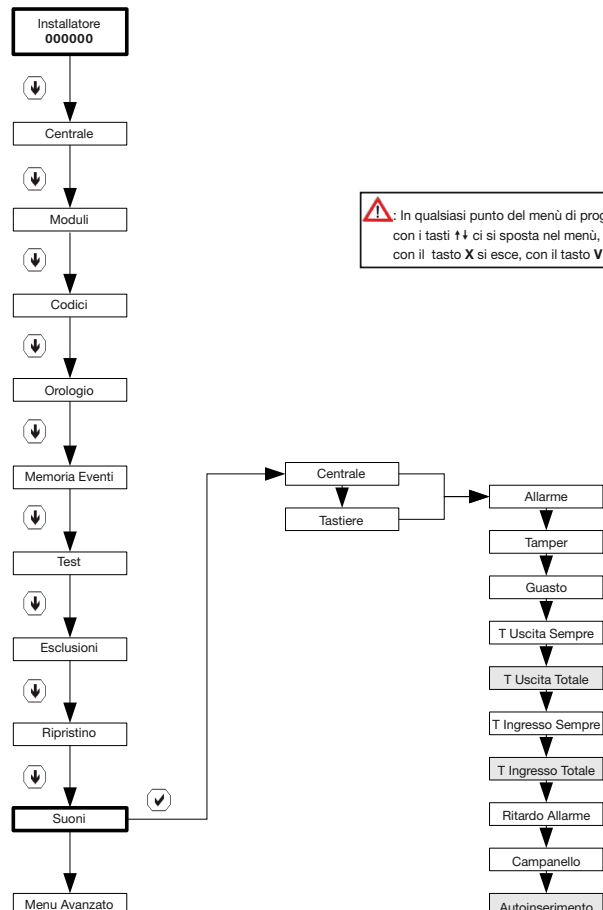 Installatore
000000
Centrale
Moduli
Codici
Orologio
Memoria Eventi
Test
Esclusioni
Ripristino
Suoni
Menu Avanzato
: In qualsiasi punto del menù di prog
con i tasti ↑↓ ci si sposta nel menù,
con il tasto X si esce, con il tasto V
Centrale
Tastiere
Allarme
Tamper
Guasto
T Uscita Sempre
T Uscita Totale
T Ingresso Sempre
T Ingresso Totale
Ritardo Allarme
Campanello
Autoinserimento